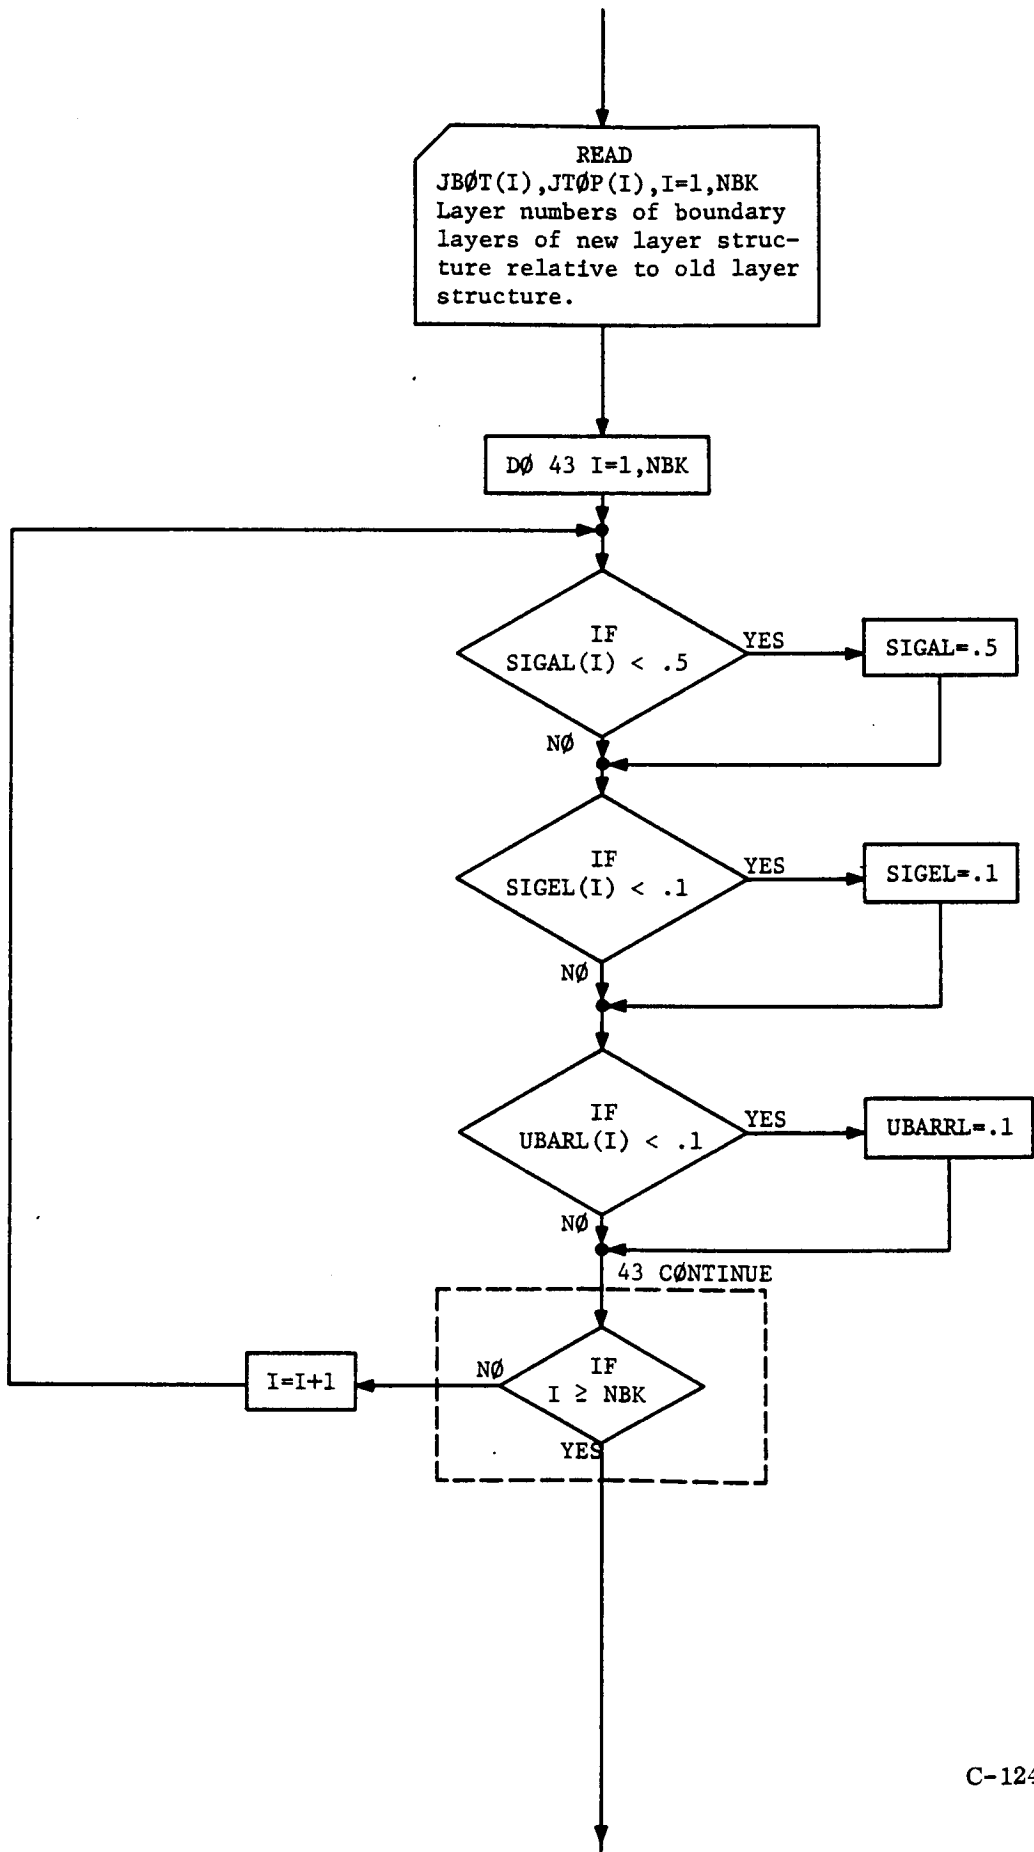 READ
JBØT(I),JTØP(I),I=1,NBK
Layer numbers of boundary
layers of new layer struc-
ture relative to old layer
structure.
DØ 43 I=1,NBK
IF
SIGAL(I) < .5
YES
SIGAL=.5
NØ
IF
SIGEL(I) < .1
YES
SIGEL=.1
NØ
IF
UBARL(I) < .1
YES
UBARRL=.1
NØ
43 CØNTINUE
IF
I ≥ NBK
NØ
I=I+1
YES
C-124